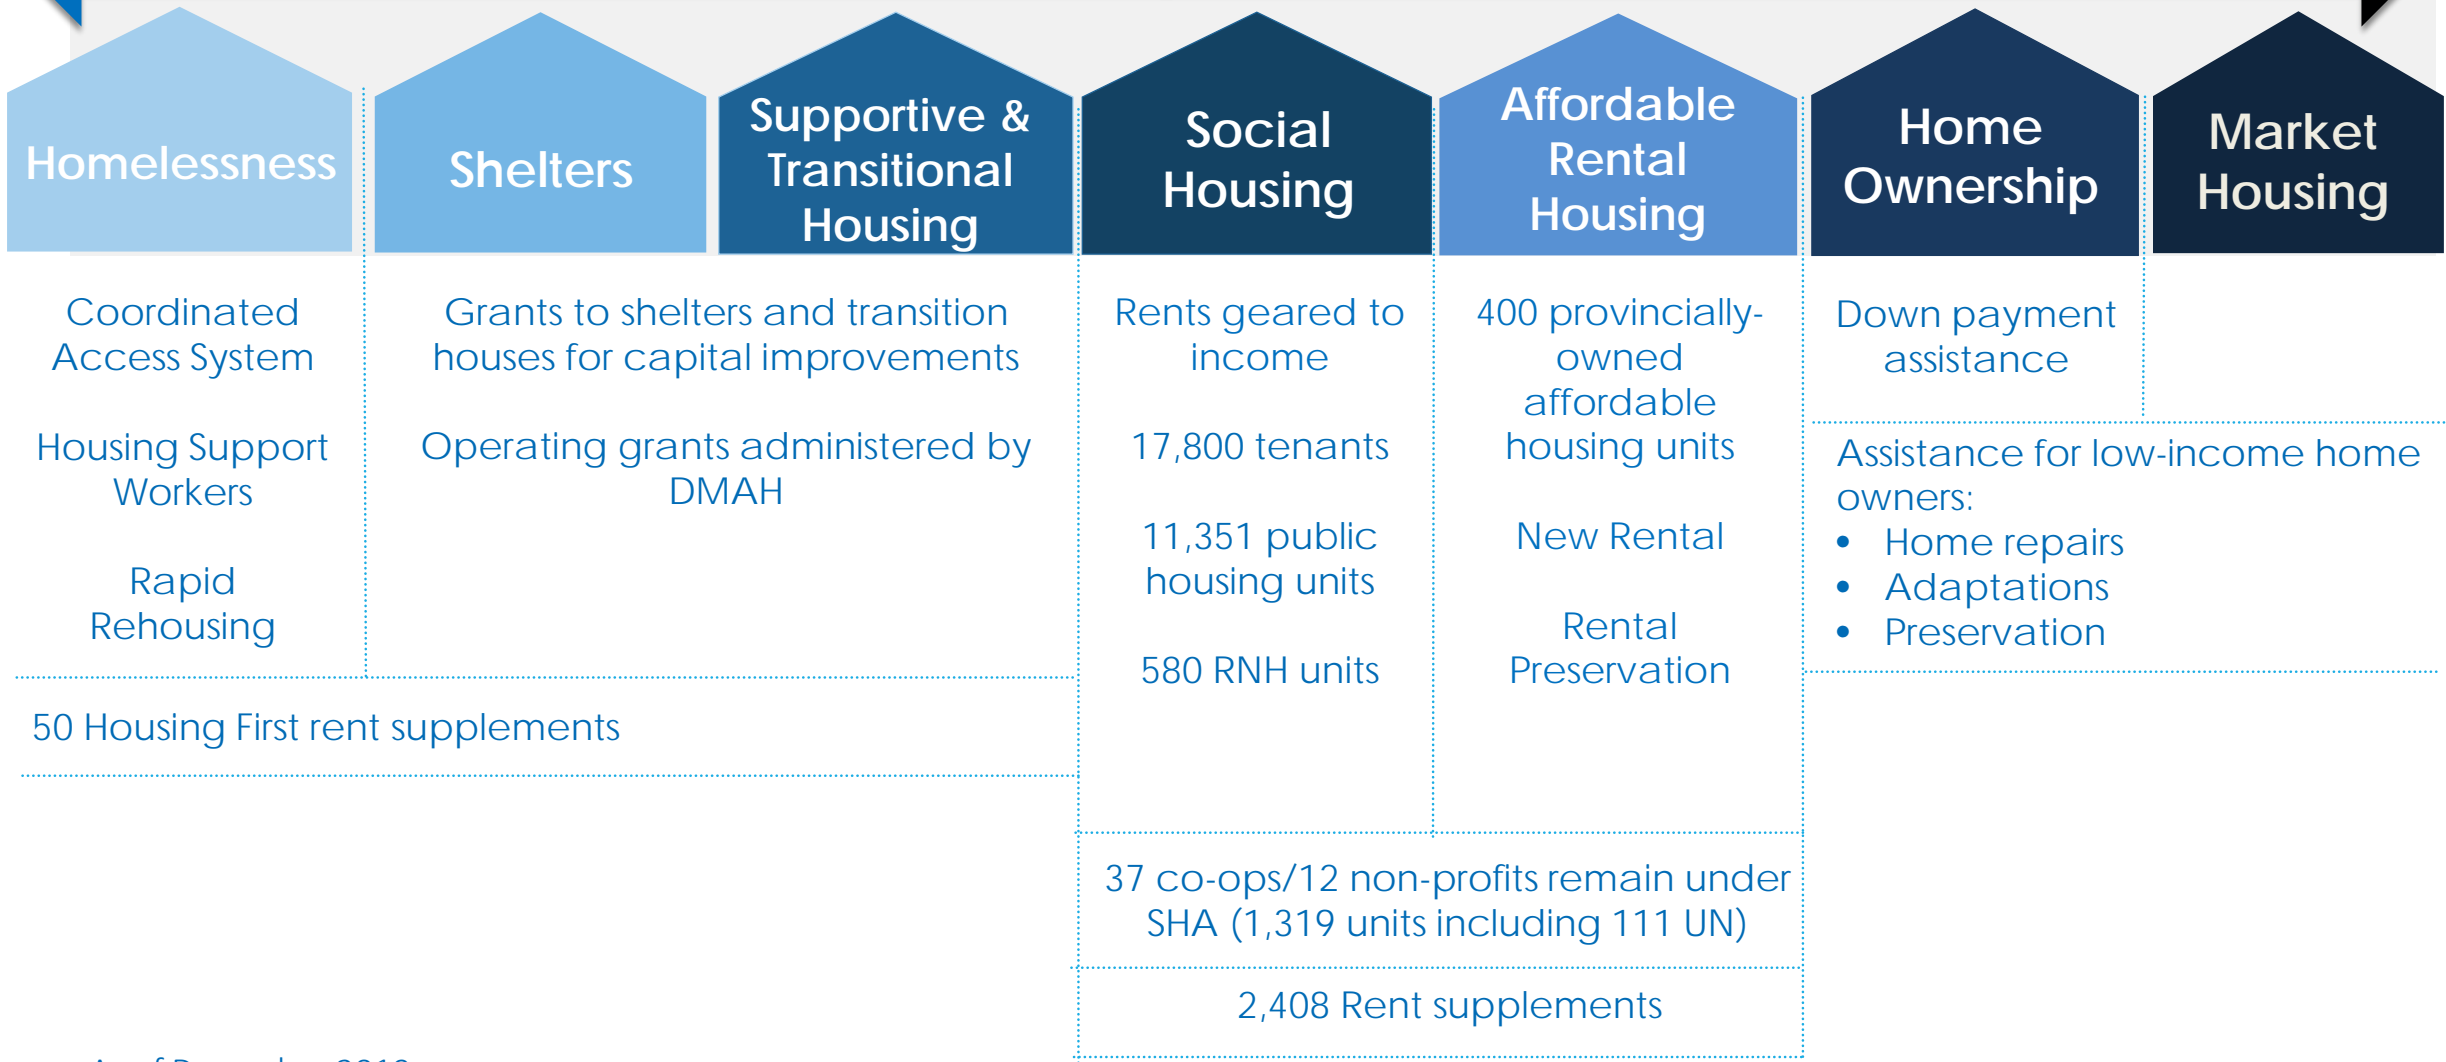 Homelessness
Shelters
Supportive &
Transitional
Housing
Social
Housing
Affordable
Rental
Housing
Home
Ownership
Market
Housing
Coordinated
Access System
Housing Support
Workers
Rapid
Rehousing
Grants to shelters and transition
houses for capital improvements
Operating grants administered by
DMAH
50 Housing First rent supplements
Rents geared to
income
17,800 tenants
11,351 public
housing units
580 RNH units
400 provincially-
owned
affordable
housing units
New Rental
Rental
Preservation
37 co-ops/12 non-profits remain under
SHA (1,319 units including 111 UN)
2,408 Rent supplements
Down payment
assistance
Assistance for low-income home
owners:
• Home repairs
• Adaptations
• Preservation
As of December